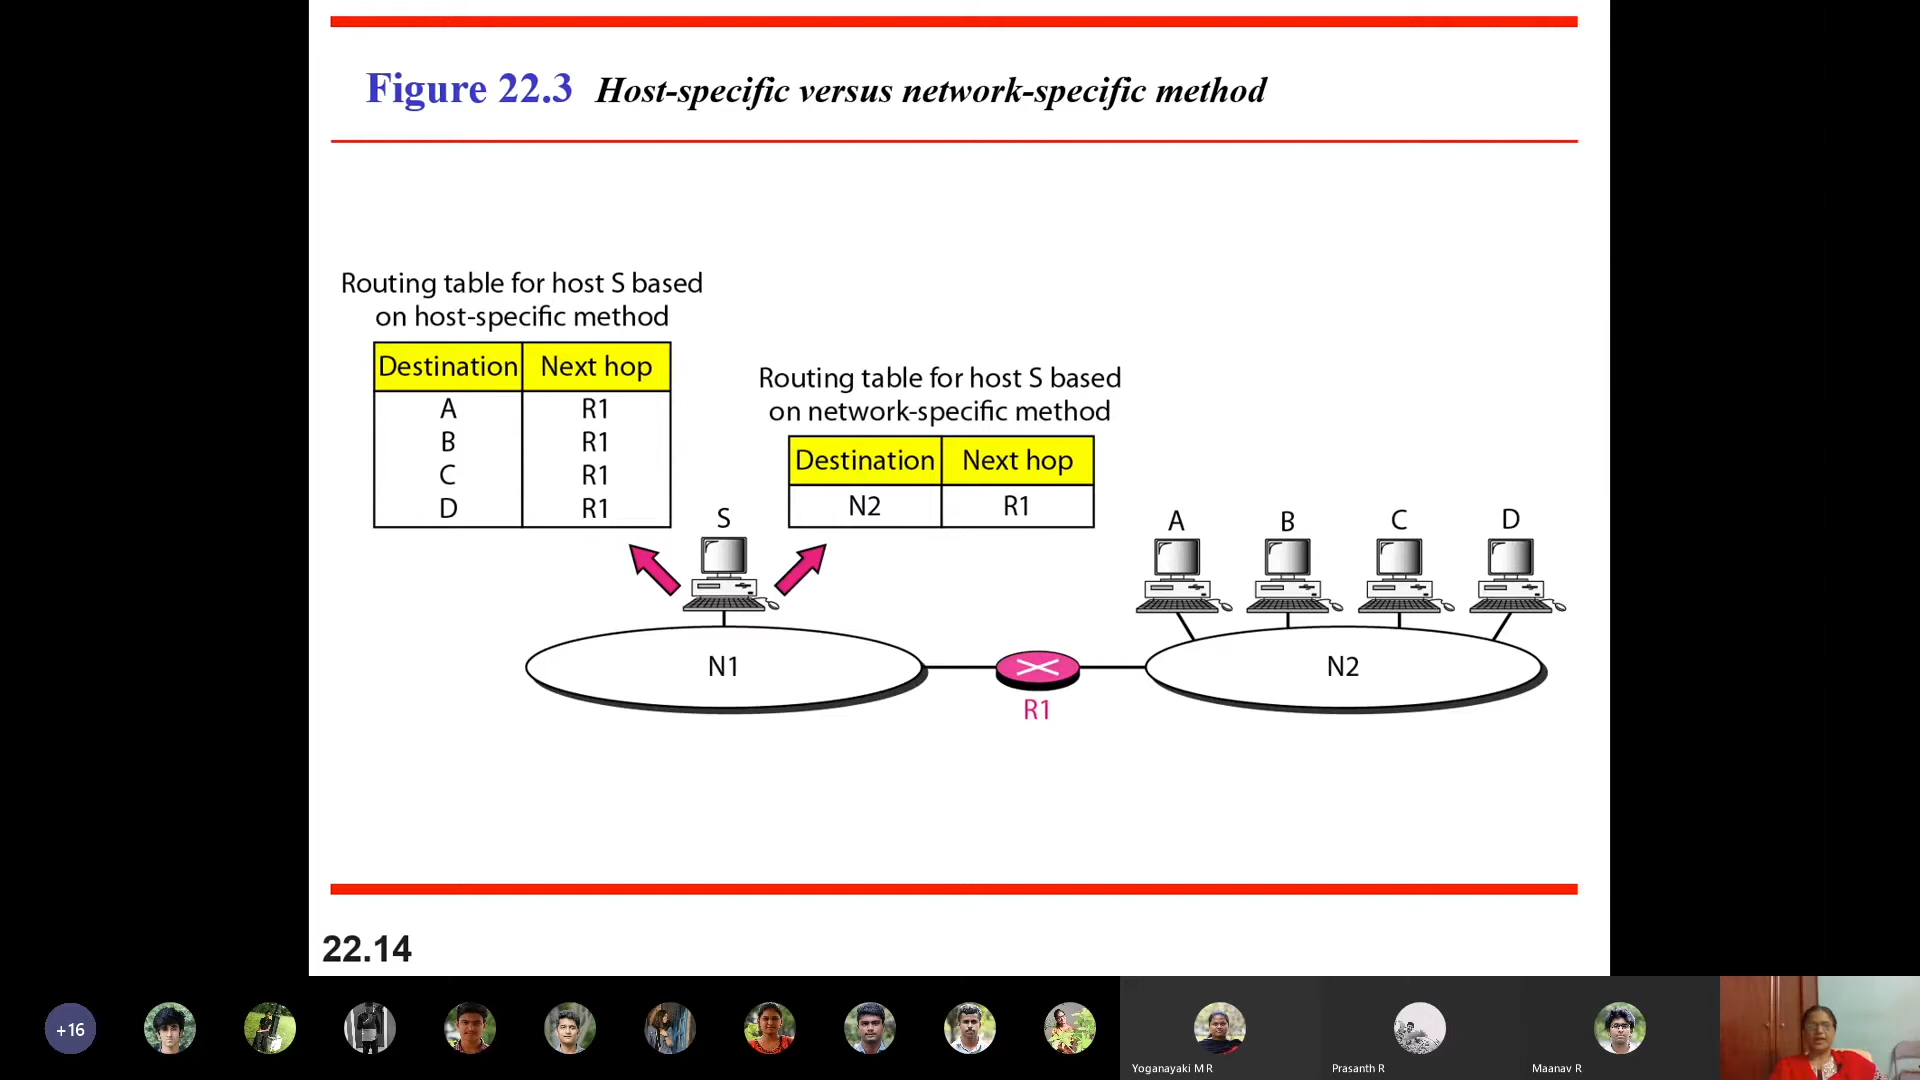 Figure 22.3 Host-specific versus network-specific method
Routing table for host S based
on host-specific method
Destination Next hop
A R1
B R1
C R1
D R1
Routing table for host S based
on network-specific method
Destination Next hop
N2 R1
S
A B C D
N1
R1
N2
22.14
+16
Yoganayaki M R
Prasanth R
Maanav R